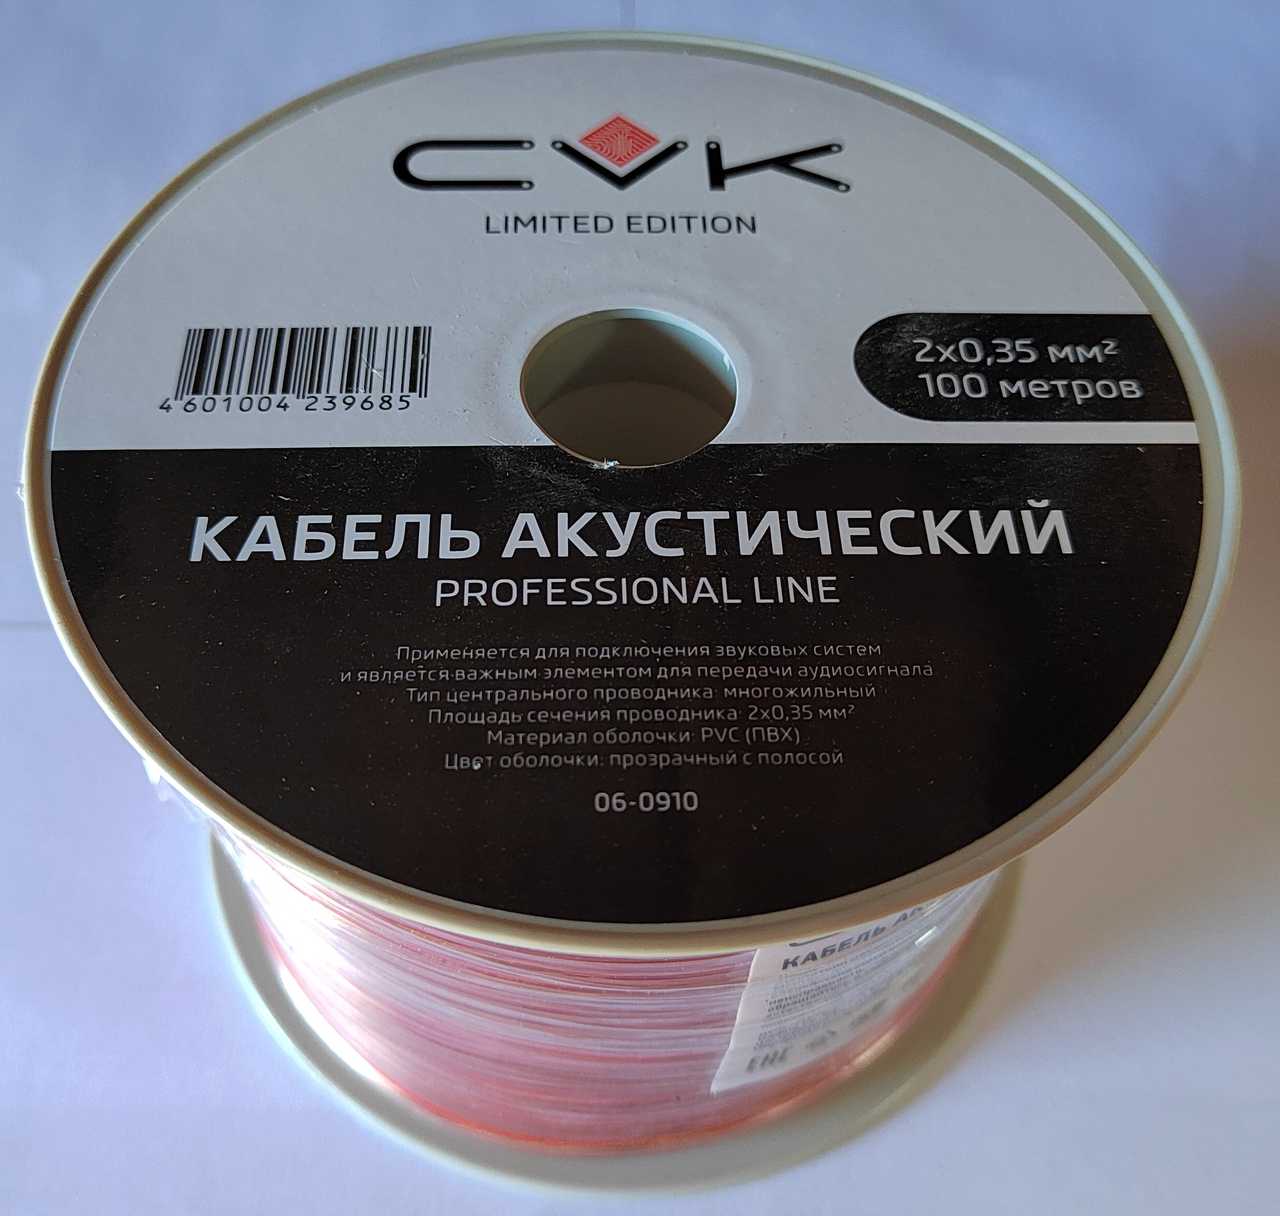 CVK
LIMITED EDITION
4 601004 239685
2x0,35 мм²
100 метров
КАБЕЛЬ АКУСТИЧЕСКИЙ
PROFESSIONAL LINE
Применяется для подключения звуковых систем
и является важным элементом для передачи аудиосигнала
Тип центрального проводника: многожильный
Площадь сечения проводника: 2x0,35 мм²
Материал оболочки: PVC (ПВХ)
Цвет оболочки: прозрачный с полосой
06-0910
КАБЕЛЬ
EAC